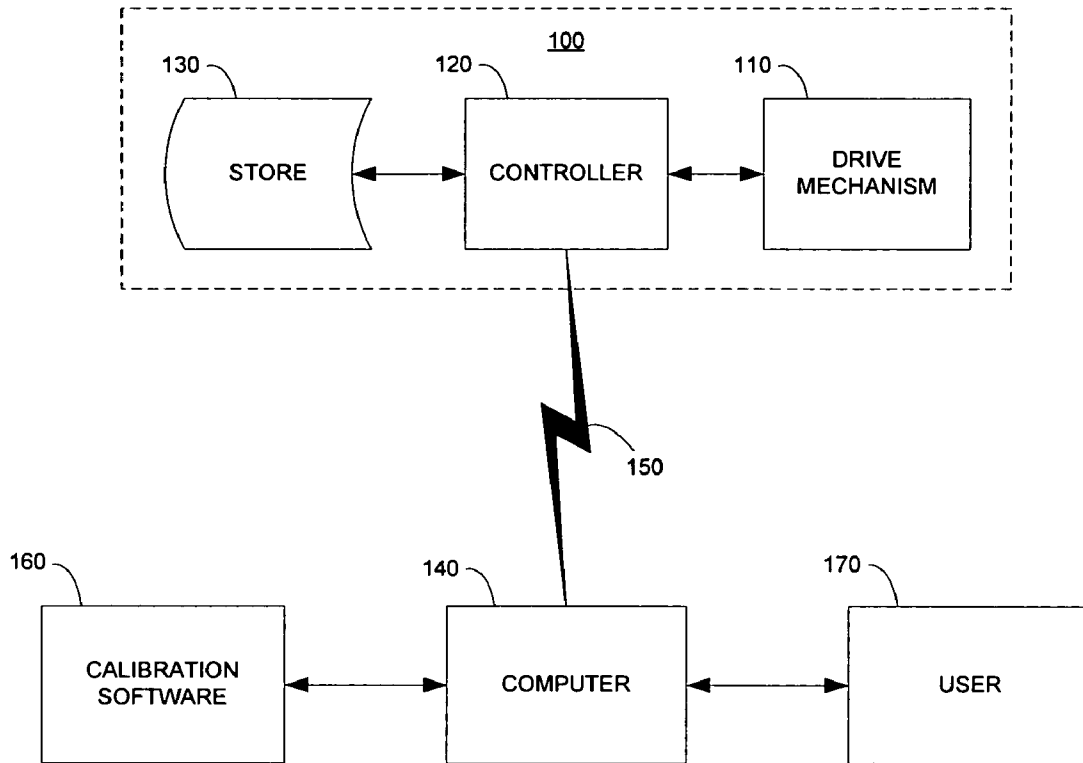 100
130
120
110
STORE
CONTROLLER
DRIVE
MECHANISM
150
160
140
170
CALIBRATION
SOFTWARE
COMPUTER
USER